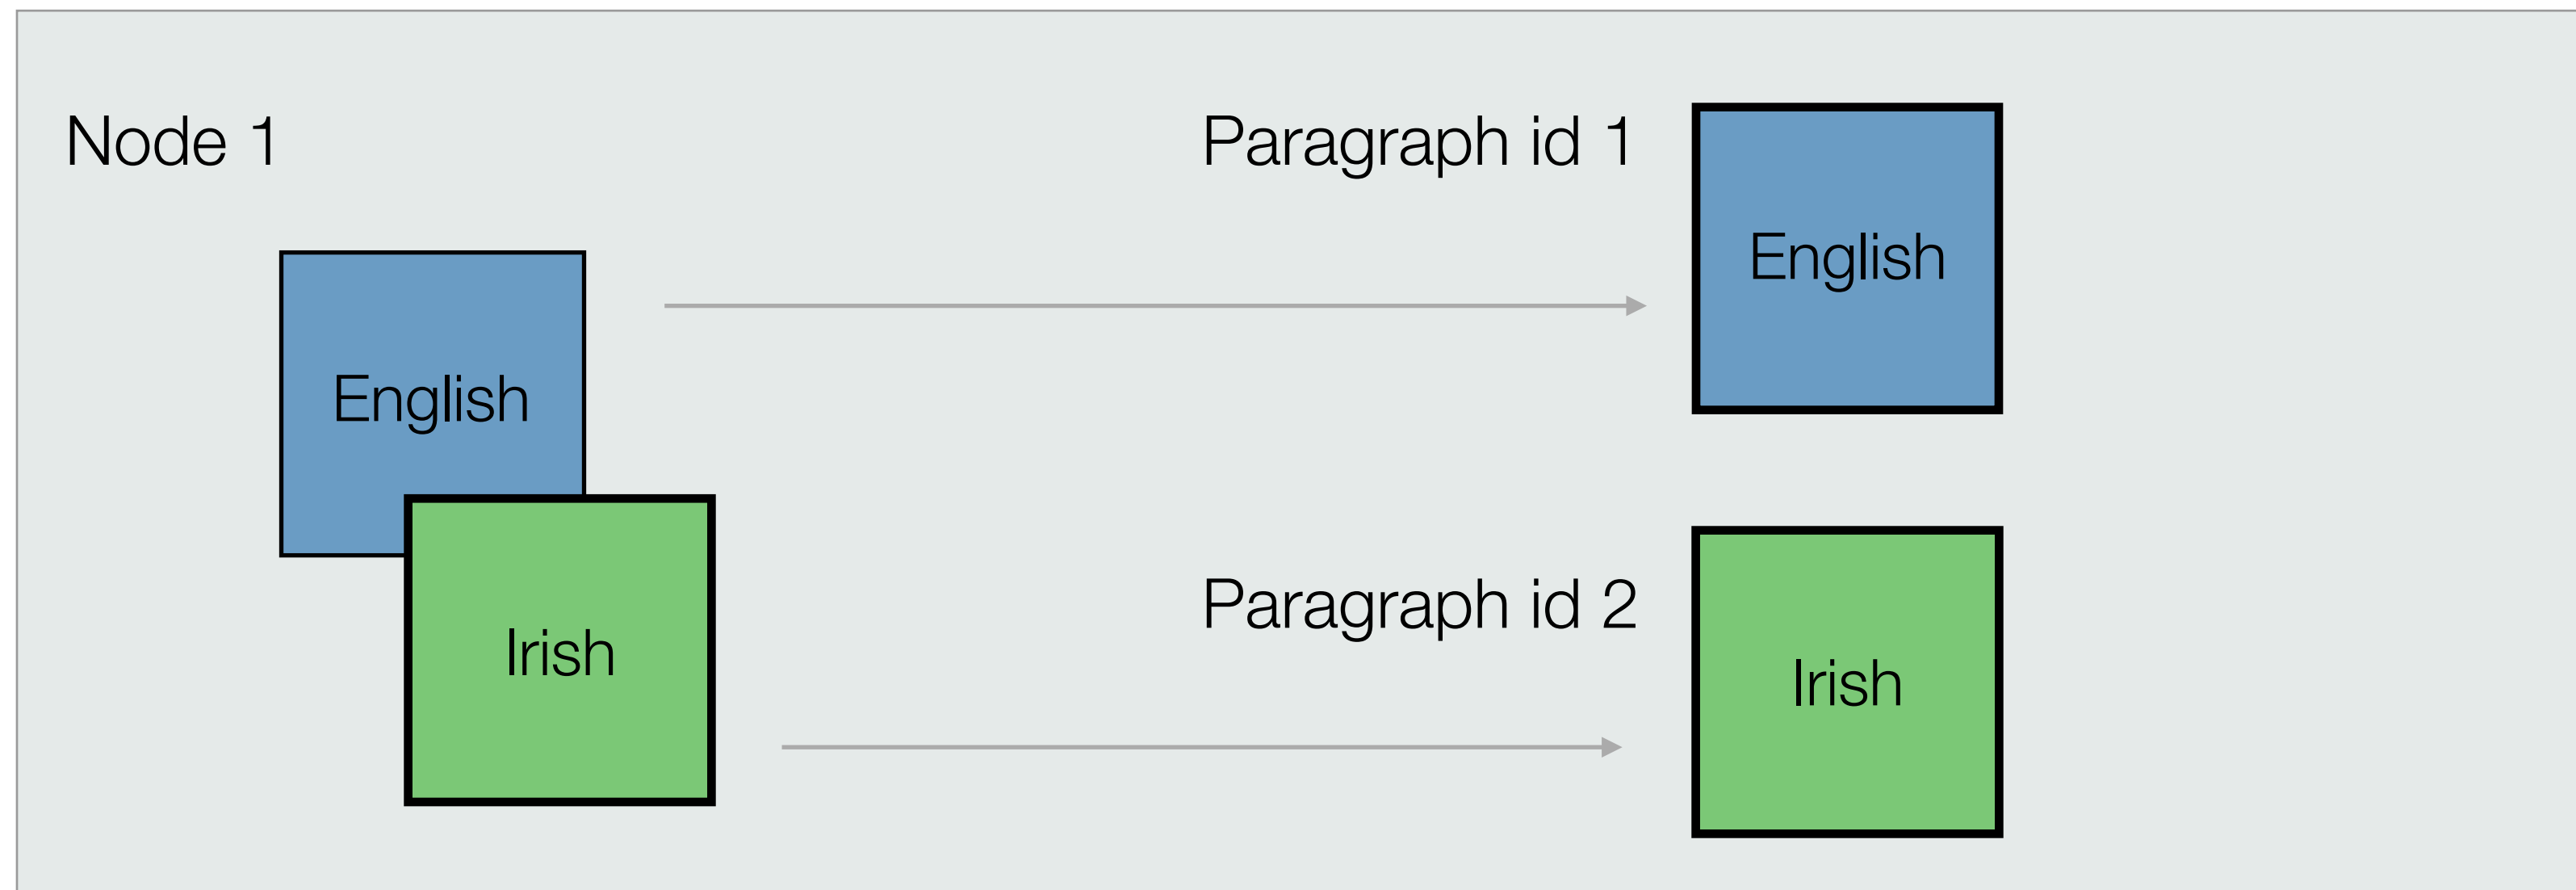 Node 1
Paragraph id 1
English
English
Paragraph id 2
Irish
Irish